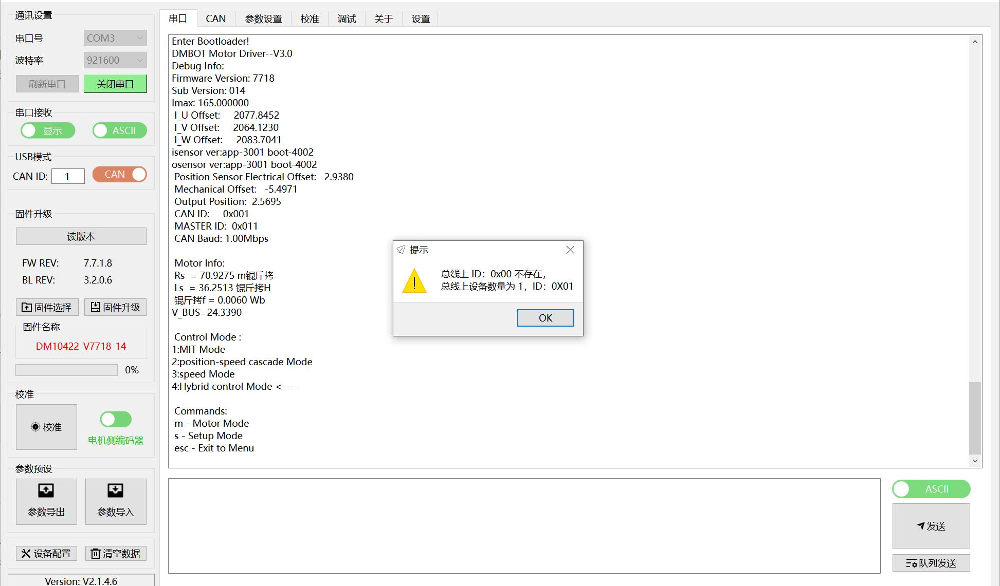 通讯设置
串口号 COM3
波特率 921600
刷新串口 关闭串口
串口接收
显示 ASCII
USB模式
CAN ID: 1 CAN
固件升级
读版本
FW REV: 7.7.1.8
BL REV: 3.2.0.6
固件选择 固件升级
固件名称
DM10422 V7718 14
0%
校准
校准
电机侧编码器
参数预设
参数导出 参数导入
设备配置 清空数据
Version: V2.1.4.6
串口 CAN 参数设置 校准 调试 关于 设置
Enter Bootloader!
DMBOT Motor Driver--V3.0
Debug Info:
Firmware Version: 7718
Sub Version: 014
Imax: 165.000000
I_U Offset: 2077.8452
I_V Offset: 2064.1230
I_W Offset: 2083.7041
isensor ver:app-3001 boot-4002
osensor ver:app-3001 boot-4002
Position Sensor Electrical Offset: 2.9380
Mechanical Offset: -5.4971
Output Position: 2.5695
CAN ID: 0x001
MASTER ID: 0x011
CAN Baud: 1.00Mbps
Motor Info:
Rs = 70.9275 m锟斤拷
Ls = 36.2513 锟斤拷H
锟斤拷f = 0.0060 Wb
V_BUS=24.3390
Control Mode :
1:MIT Mode
2:position-speed cascade Mode
3:speed Mode
4:Hybrid control Mode <----
Commands:
m - Motor Mode
s - Setup Mode
esc - Exit to Menu
提示
总线上 ID：0x00 不存在，
总线上设备数量为 1，ID：0X01
OK
ASCII
发送
队列发送